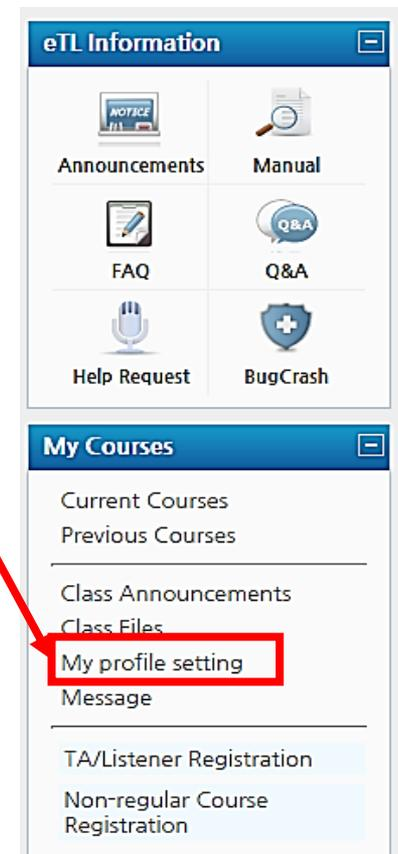 eTL Information
NOTICE
Announcements Manual
Q&A
FAQ Q&A
Help Request BugCrash
My Courses
Current Courses
Previous Courses
Class Announcements
Class Files
My profile setting
Message
TA/Listener Registration
Non-regular Course
Registration